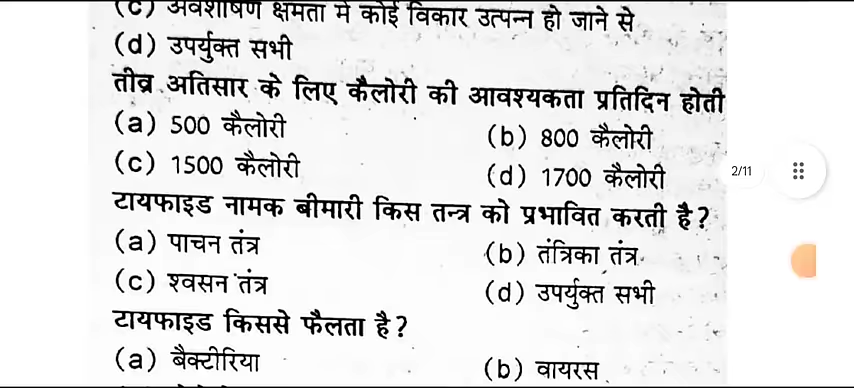 (c) अवशोषण क्षमता में कोई विकार उत्पन्न हो जाने से
(d) उपर्युक्त सभी
तीव्र अतिसार के लिए कैलोरी की आवश्यकता प्रतिदिन होती
(a) 500 कैलोरी (b) 800 कैलोरी
(c) 1500 कैलोरी (d) 1700 कैलोरी
2/11
टायफाइड नामक बीमारी किस तन्त्र को प्रभावित करती है?
(a) पाचन तंत्र (b) तंत्रिका तंत्र
(c) श्वसन तंत्र (d) उपर्युक्त सभी
टायफाइड किससे फैलता है?
(a) बैक्टीरिया (b) वायरस